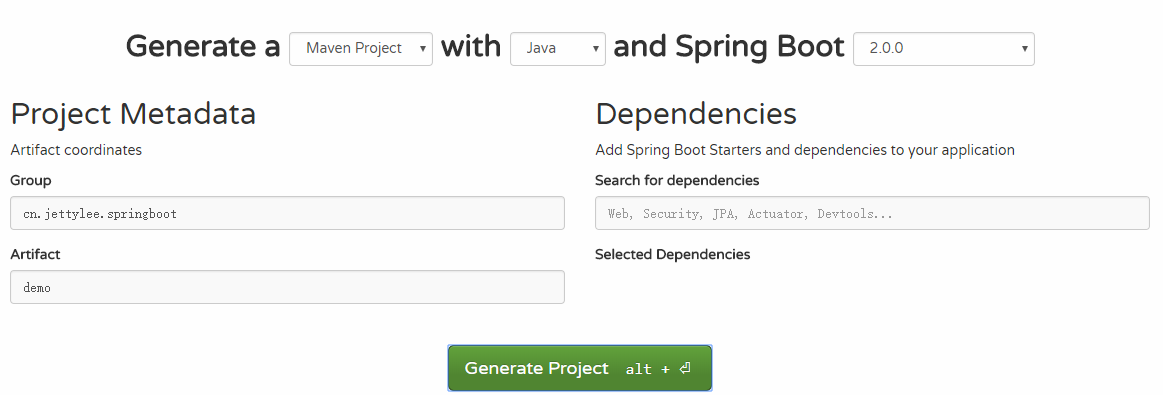 Generate a Maven Project with Java and Spring Boot 2.0.0
Project Metadata
Artifact coordinates
Group
cn.jettylee.springboot
Artifact
demo
Dependencies
Add Spring Boot Starters and dependencies to your application
Search for dependencies
Web, Security, JPA, Actuator, Devtools...
Selected Dependencies
Generate Project alt + ⏎